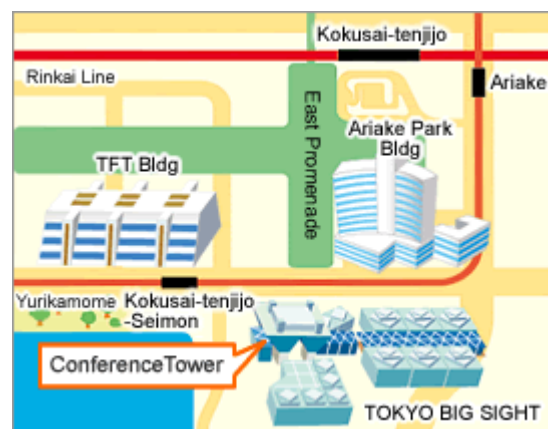 Kokusai-tenjijo
Rinkai Line
Ariake
East Promenade
Ariake Park
Bldg
TFT Bldg
Yurikamome
Kokusai-tenjijo
-Seimon
ConferenceTower
TOKYO BIG SIGHT